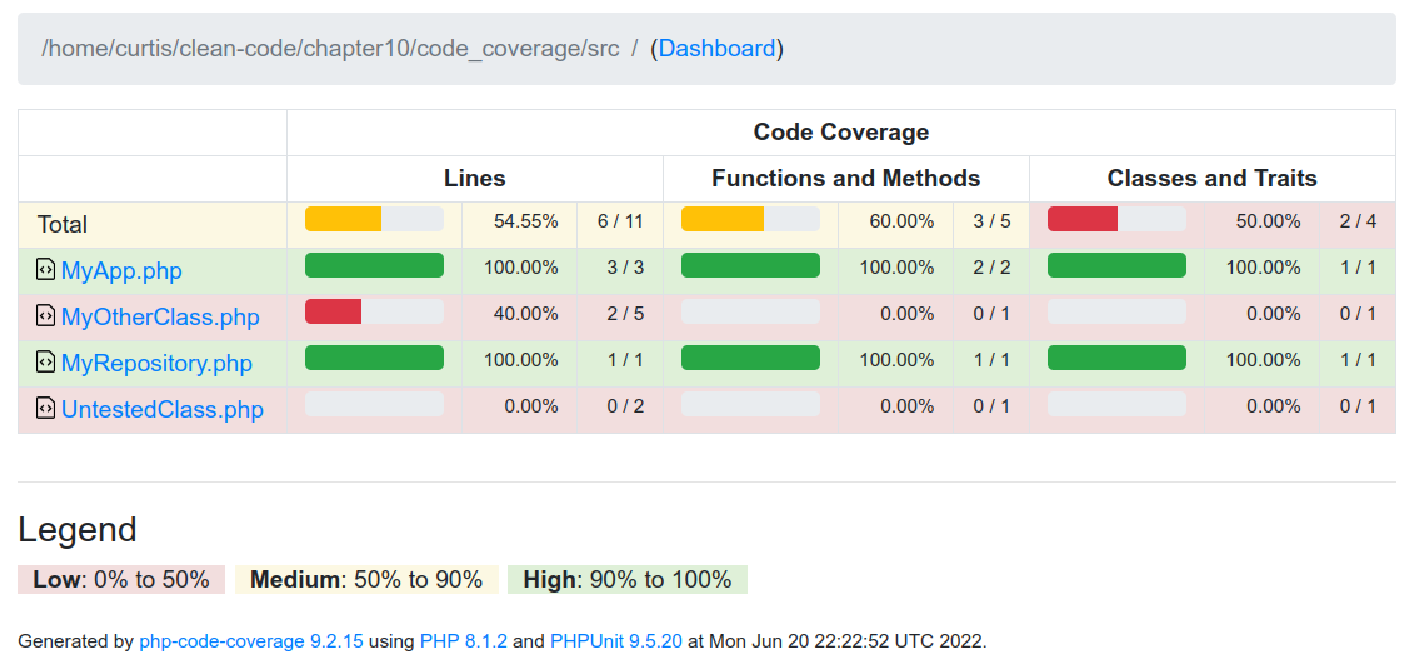 /home/curtis/clean-code/chapter10/code_coverage/src / (Dashboard)
Code Coverage
Lines Functions and Methods Classes and Traits
Total 54.55% 6 / 11 60.00% 3 / 5 50.00% 2 / 4
MyApp.php 100.00% 3 / 3 100.00% 2 / 2 100.00% 1 / 1
MyOtherClass.php 40.00% 2 / 5 0.00% 0 / 1 0.00% 0 / 1
MyRepository.php 100.00% 1 / 1 100.00% 1 / 1 100.00% 1 / 1
UntestedClass.php 0.00% 0 / 2 0.00% 0 / 1 0.00% 0 / 1
Legend
Low: 0% to 50% Medium: 50% to 90% High: 90% to 100%
Generated by php-code-coverage 9.2.15 using PHP 8.1.2 and PHPUnit 9.5.20 at Mon Jun 20 22:22:52 UTC 2022.